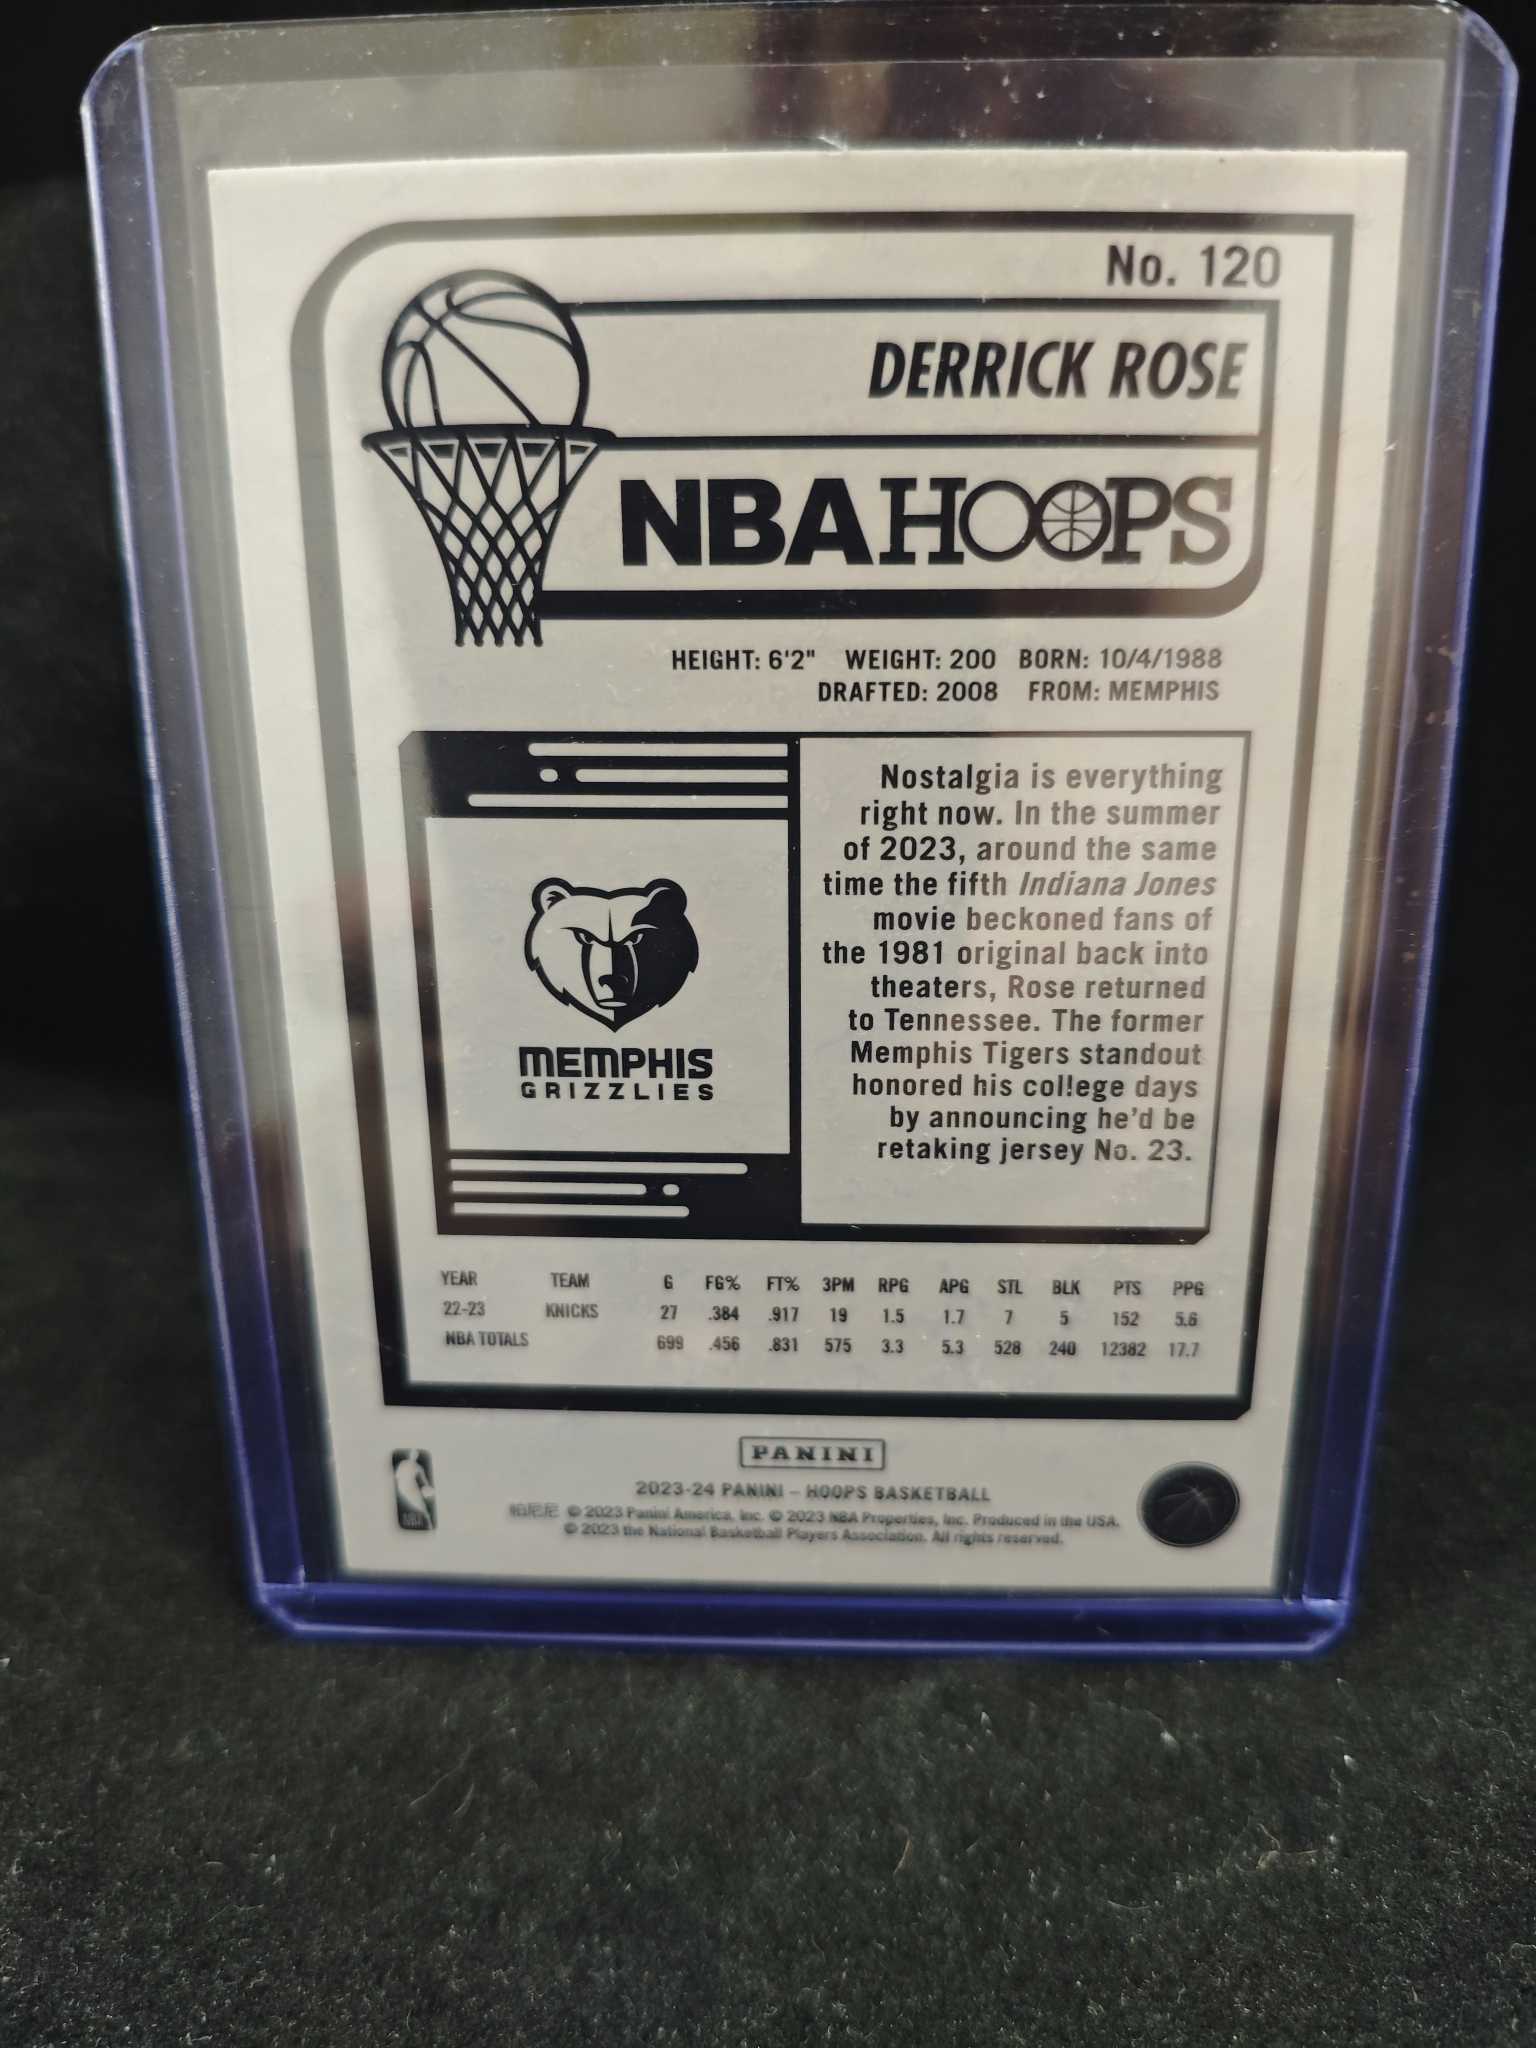 No. 120
DERRICK ROSE
NBA HOOPS
HEIGHT: 6'2" WEIGHT: 200 BORN: 10/4/1988
DRAFTED: 2008 FROM: MEMPHIS
Nostalgia is everything
right now. In the summer
of 2023, around the same
time the fifth Indiana Jones
movie beckoned fans of
the 1981 original back into
theaters, Rose returned
to Tennessee. The former
Memphis Tigers standout
honored his college days
by announcing he'd be
retaking jersey No. 23.
MEMPHIS
GRIZZLIES
YEAR TEAM G FG% FT% 3PM RPG APG STL BLK PTS PPG
22-23 KNICKS 27 .384 .917 19 1.5 1.7 7 5 152 5.6
NBA TOTALS 699 .456 .831 575 3.3 5.3 528 240 12382 17.7
PANINI
2023-24 PANINI – HOOPS BASKETBALL
帕尼尼 © 2023 Panini America, Inc. © 2023 NBA Properties, Inc. Produced in the USA.
© 2023 the National Basketball Players Association. All rights reserved.
NBA